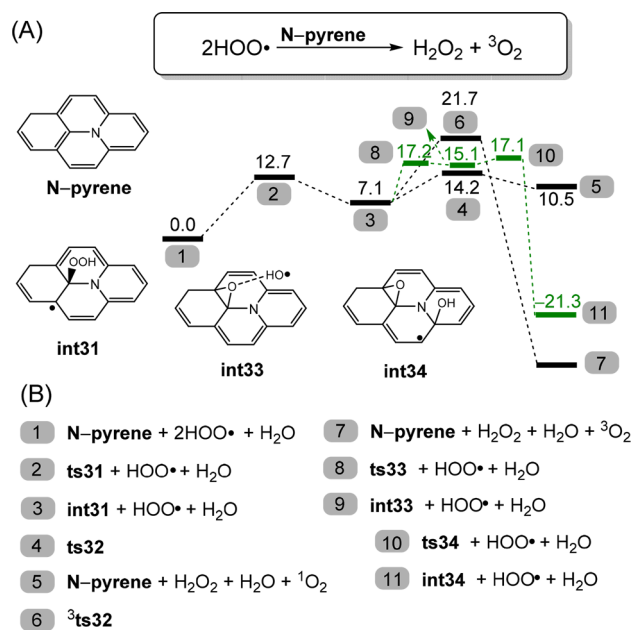 (A)
2HOO• N–pyrene H₂O₂ + ³O₂
N–pyrene
0.0
1
12.7
2
7.1
3
8
17.2
9
15.1
21.7
6
14.2
4
17.1
10
5
10.5
–21.3
11
7
OOH
N
•
int31
O
HO•
N
int33
O
OH
N
•
int34
(B)
1 N–pyrene + 2HOO• + H₂O
2 ts31 + HOO• + H₂O
3 int31 + HOO• + H₂O
4 ts32
5 N–pyrene + H₂O₂ + H₂O + ¹O₂
6 ³ts32
7 N–pyrene + H₂O₂ + H₂O + ³O₂
8 ts33 + HOO• + H₂O
9 int33 + HOO• + H₂O
10 ts34 + HOO• + H₂O
11 int34 + HOO• + H₂O